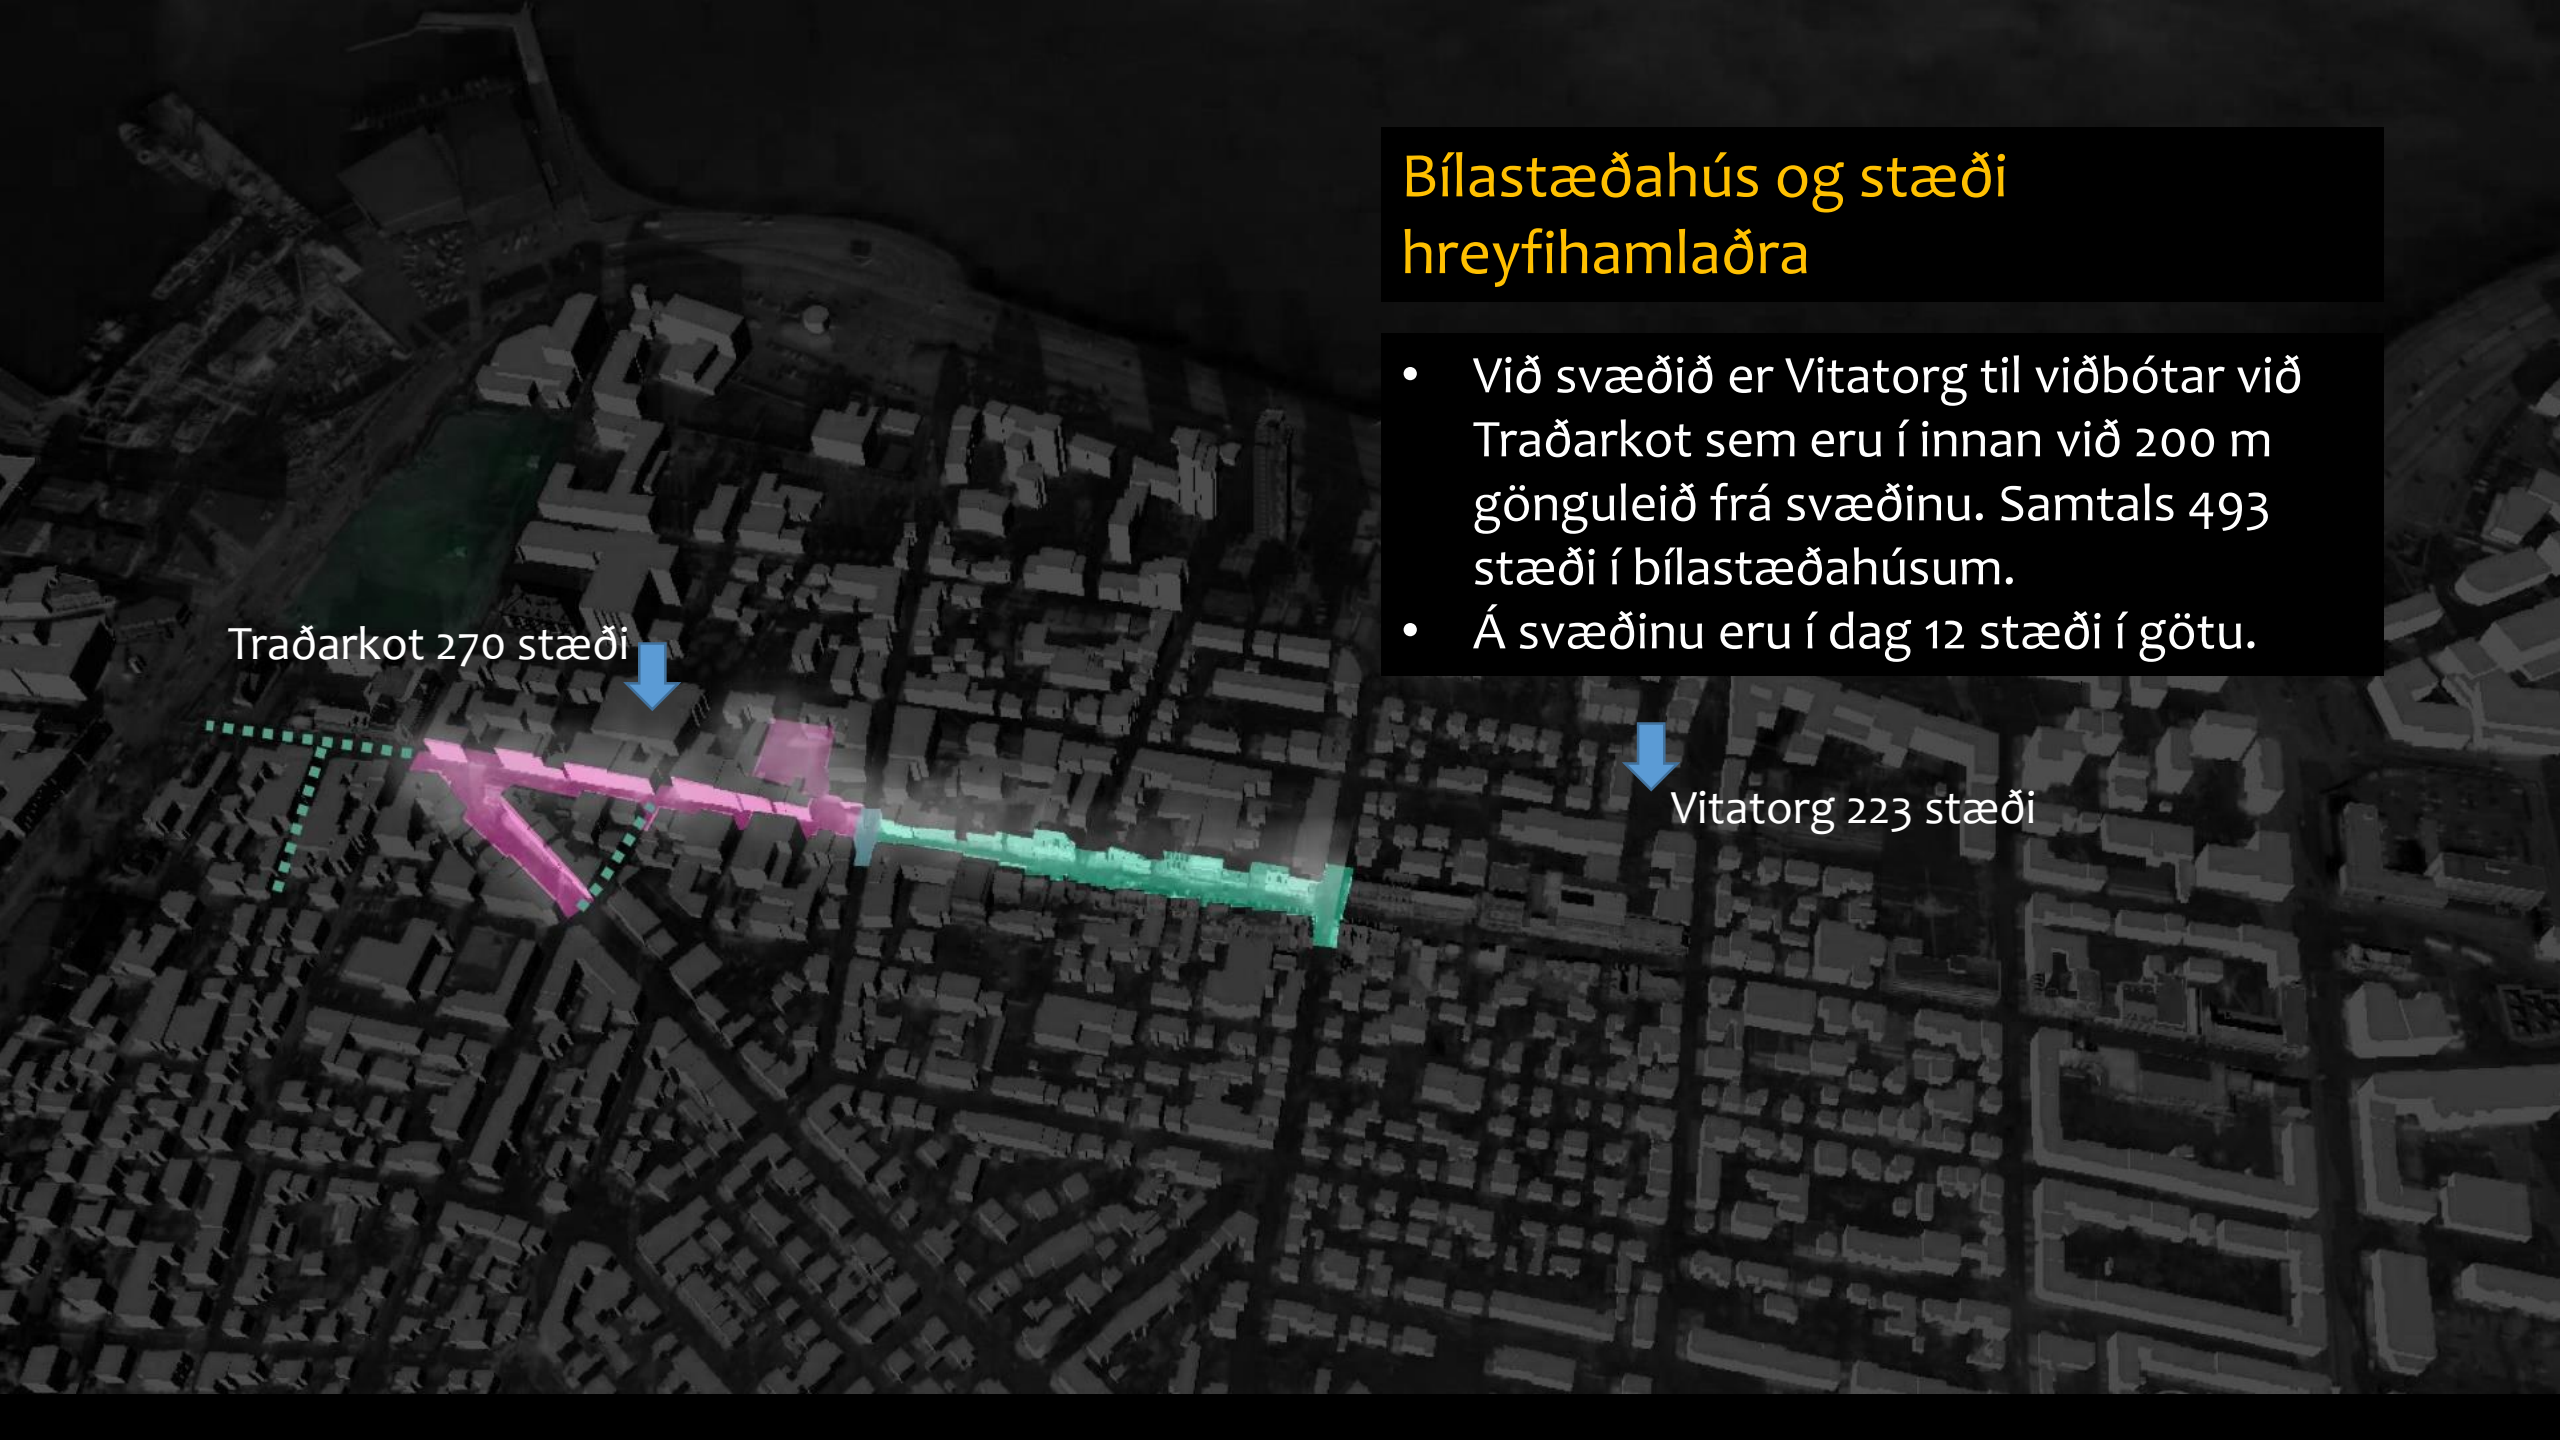 Bílastæðahús og stæði
hreyfihamlaðra
• Við svæðið er Vitatorg til viðbótar við
Traðarkot sem eru í innan við 200 m
gönguleið frá svæðinu. Samtals 493
stæði í bílastæðahúsum.
• Á svæðinu eru í dag 12 stæði í götu.
Traðarkot 270 stæði
Vitatorg 223 stæði